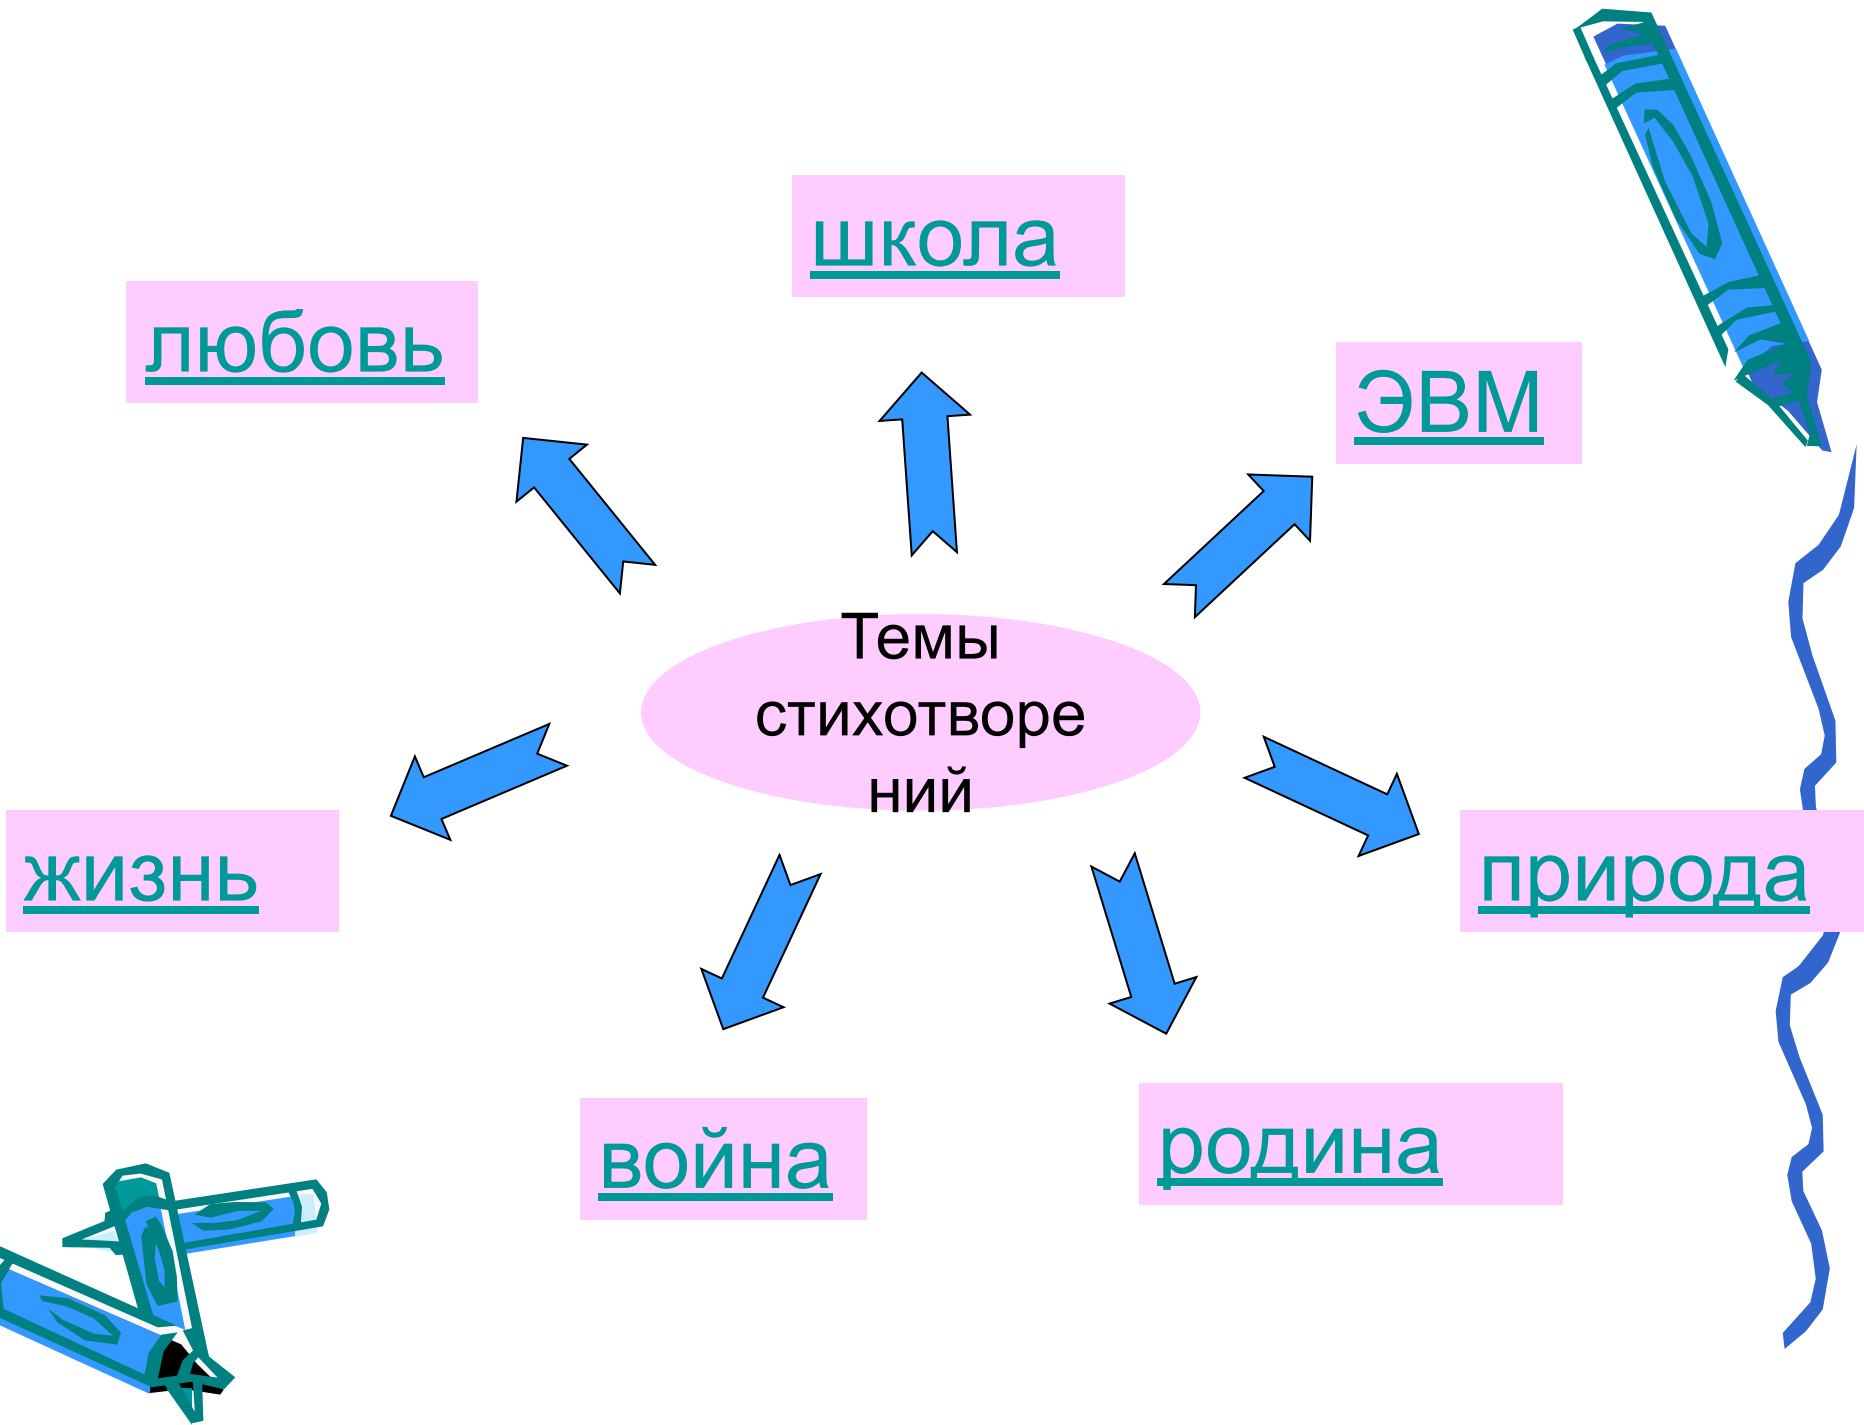 школа
любовь
ЭВМ
Темы
стихотворе
ний
жизнь
природа
война
родина